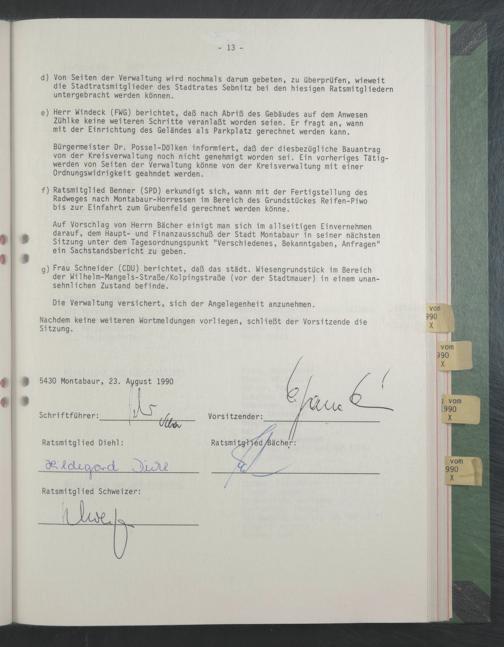 - 13 -
d) Von Seiten der Verwaltung wird nochmals darum gebeten, zu überprüfen, wieweit
die Stadtratsmitglieder des Stadtrates Sebnitz bei den hiesigen Ratsmitgliedern
untergebracht werden können.
e) Herr Windeck (FWG) berichtet, daß nach Abriß des Gebäudes auf dem Anwesen
Zühlke keine weiteren Schritte veranlaßt worden seien. Er fragt an, wann
mit der Einrichtung des Geländes als Parkplatz gerechnet werden kann.
Bürgermeister Dr. Possel-Dölken informiert, daß der diesbezügliche Bauantrag
von der Kreisverwaltung noch nicht genehmigt worden sei. Ein vorheriges Tätig-
werden von Seiten der Verwaltung könne von der Kreisverwaltung mit einer
Ordnungswidrigkeit geahndet werden.
f) Ratsmitglied Benner (SPD) erkundigt sich, wann mit der Fertigstellung des
Radweges nach Montabaur-Horressen im Bereich des Grundstückes Reifen-Piwo
bis zur Einfahrt zum Grubenfeld gerechnet werden könne.
Auf Vorschlag von Herrn Bächer einigt man sich im allseitigen Einvernehmen
darauf, dem Haupt- und Finanzausschuß der Stadt Montabaur in seiner nächsten
Sitzung unter dem Tagesordnungspunkt "Verschiedenes, Bekanntgaben, Anfragen"
ein Sachstandsbericht zu geben.
g) Frau Schneider (CDU) berichtet, daß das städt. Wiesengrundstück im Bereich
der Wilhelm-Mangels-Straße/Kolpingstraße (vor der Stadtmauer) in einem unan-
sehnlichen Zustand befinde.
Die Verwaltung versichert, sich der Angelegenheit anzunehmen.
Nachdem keine weiteren Wortmeldungen vorliegen, schließt der Vorsitzende die
Sitzung.
5430 Montabaur, 23. August 1990
Schriftführer:
Vorsitzender:
Ratsmitglied Diehl:
Ratsmitglied Bächer:
Hildegard Diehl
Ratsmitglied Schweizer:
vom
990
X
vom
990
X
vom
990
X
vom
990
X